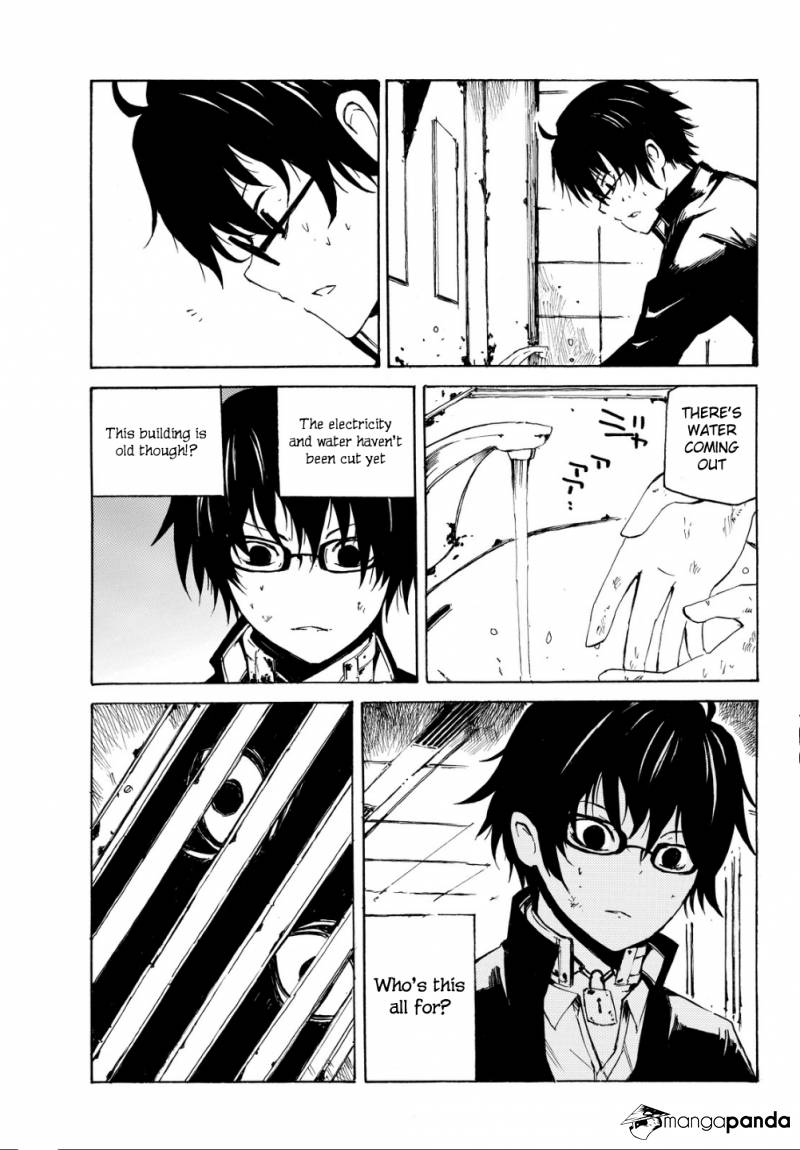 THERE'S
WATER
COMING
OUT
The electricity
and water haven't
been cut yet
This building is
old though!?
Who's this
all for?
mangapanda